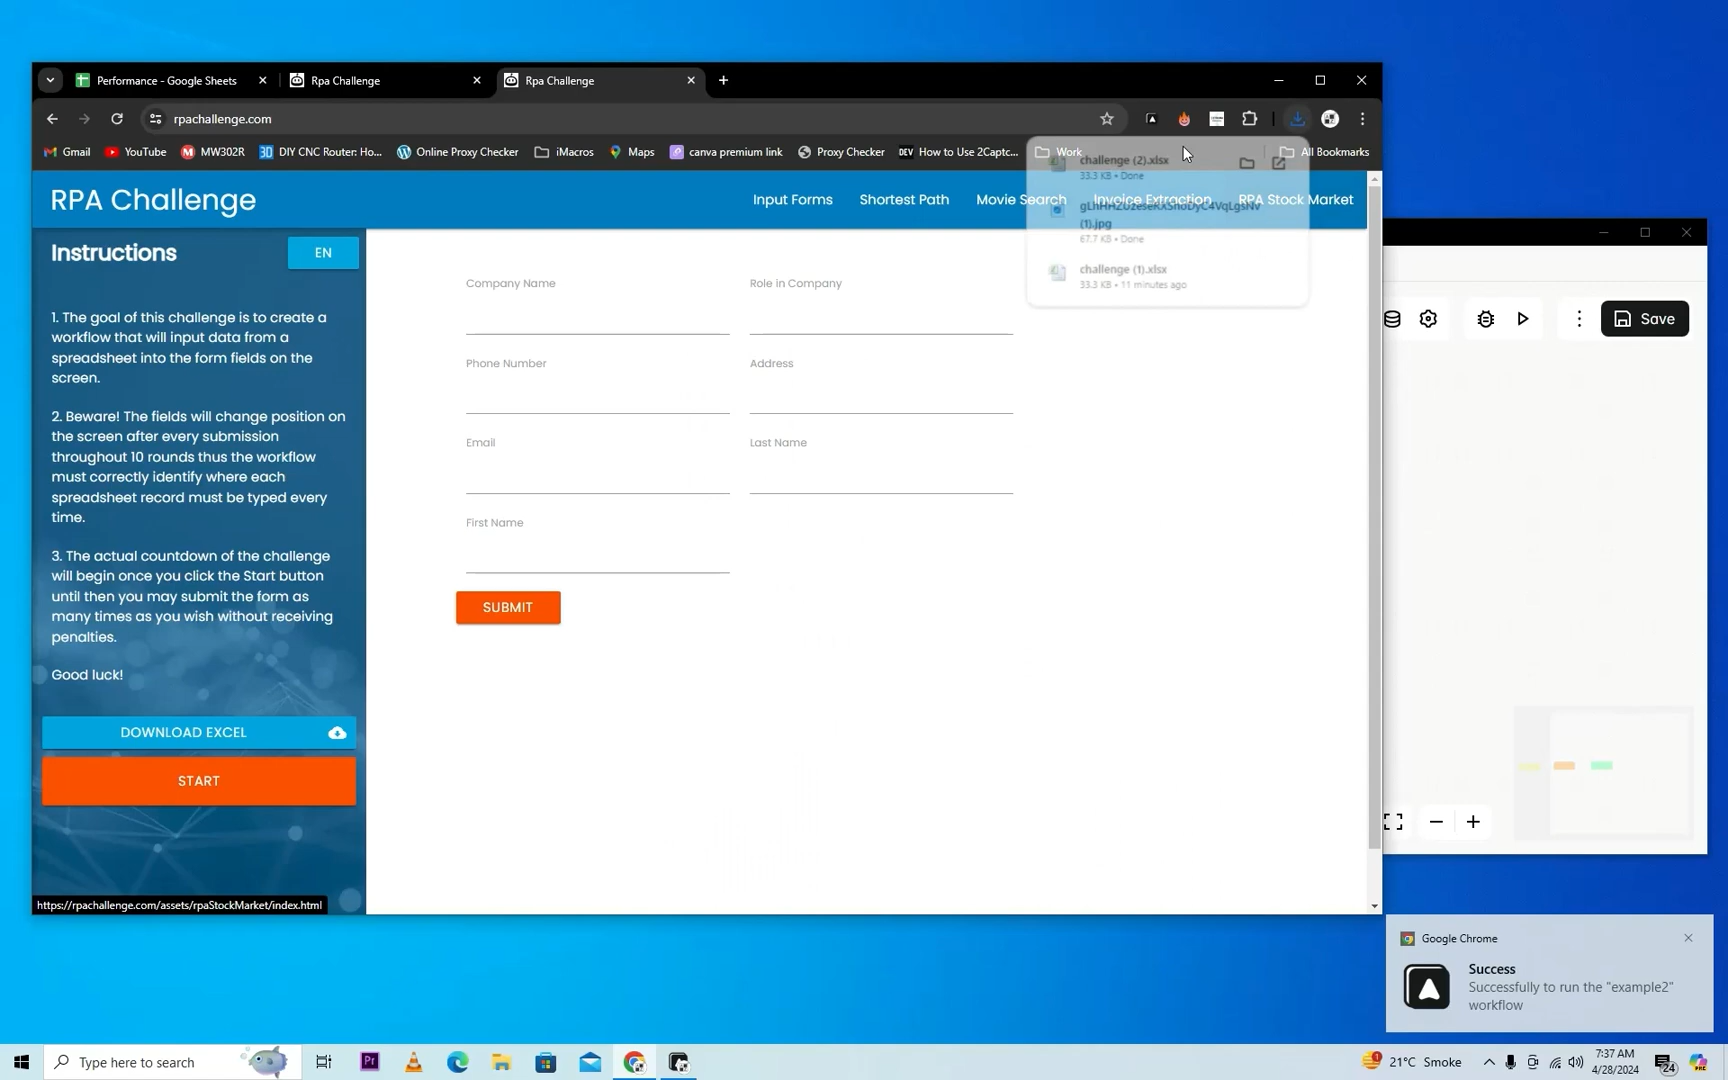 Performance - Google Sheets
Rpa Challenge
Rpa Challenge
rpachallenge.com
Gmail
YouTube
MW302R
DIY CNC Router: Ho...
Online Proxy Checker
iMacros
Maps
canva premium link
Proxy Checker
DEV How to Use 2Captc...
Work
All Bookmarks
challenge (2).xlsx
33.3 KB • Done
(1).jpg
67.7 KB • Done
challenge (1).xlsx
33.3 KB • 11 minutes ago
RPA Challenge
Input Forms
Shortest Path
Movie Search
Invoice Extraction
RPA Stock Market
Instructions
EN
1. The goal of this challenge is to create a
workflow that will input data from a
spreadsheet into the form fields on the
screen.
2. Beware! The fields will change position on
the screen after every submission
throughout 10 rounds thus the workflow
must correctly identify where each
spreadsheet record must be typed every
time.
3. The actual countdown of the challenge
will begin once you click the Start button
until then you may submit the form as
many times as you wish without receiving
penalties.
Good luck!
DOWNLOAD EXCEL
START
https://rpachallenge.com/assets/rpaStockMarket/index.html
Company Name
Role in Company
Phone Number
Address
Email
Last Name
First Name
SUBMIT
Save
Google Chrome
Success
Successfully to run the "example2"
workflow
Type here to search
Pr
21°C Smoke
7:37 AM
4/28/2024
24